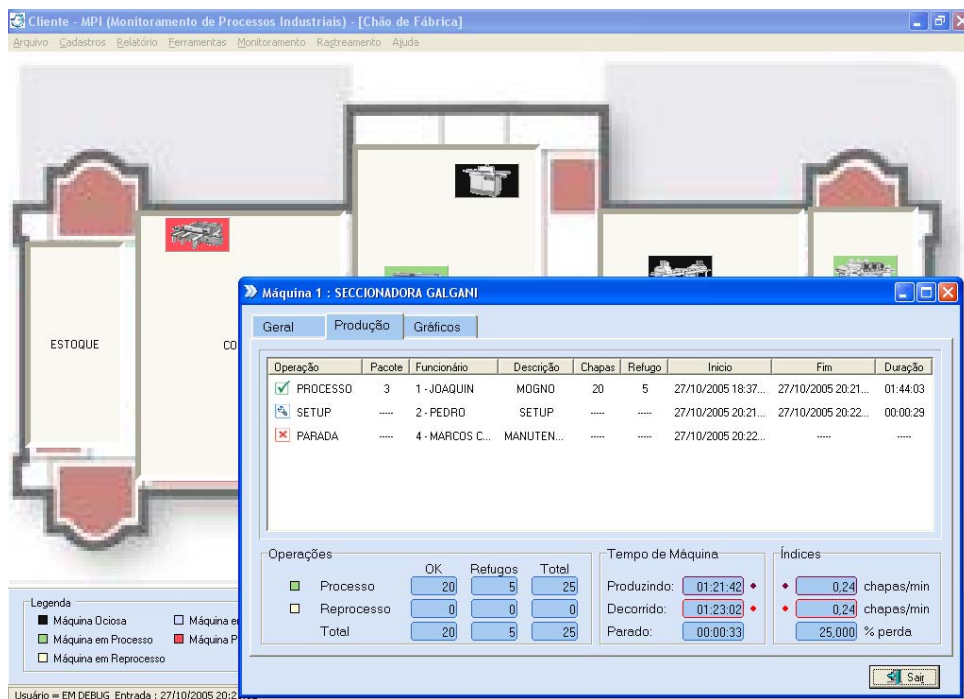 Cliente - MPI (Monitoramento de Processos Industriais) - [Chão de Fábrica]
Arquivo Cadastros Relatório Ferramentas Monitoramento Rastreamento Ajuda
ESTOQUE
CO
Máquina 1 : SECCIONADORA GALGANI
Geral Produção Gráficos
Operação Pacote Funcionário Descrição Chapas Refugo Inicio Fim Duração
PROCESSO 3 1 - JOAQUIN MOGNO 20 5 27/10/2005 18:37... 27/10/2005 20:21... 01:44:03
SETUP ----- 2 - PEDRO SETUP ----- ----- 27/10/2005 20:21... 27/10/2005 20:22... 00:00:29
PARADA ----- 4 - MARCOS C... MANUTEN... ----- ----- 27/10/2005 20:22... ----- -----
Operações Tempo de Máquina Índices
OK Refugos Total
Processo 20 5 25 Produzindo: 01:21:42 0,24 chapas/min
Reprocesso 0 0 0 Decorrido: 01:23:02 0,24 chapas/min
Total 20 5 25 Parado: 00:00:33 25,000 % perda
Legenda
Máquina Ociosa Máquina e
Máquina em Processo Máquina P
Máquina em Reprocesso
Sair
Usuário = EM DEBUG Entrada : 27/10/2005 20:2